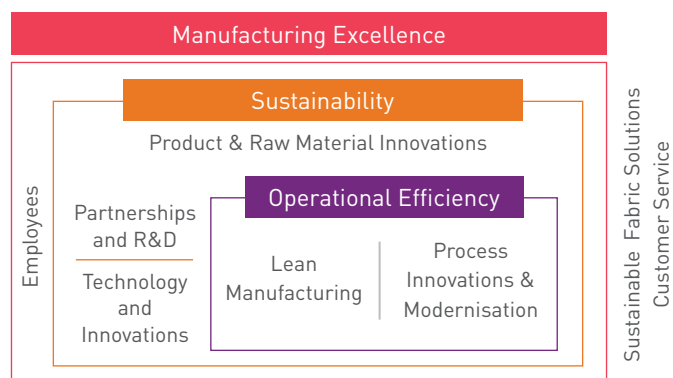 Manufacturing Excellence
Sustainability
Product & Raw Material Innovations
Employees
Partnerships
and R&D
Technology
and
Innovations
Operational Efficiency
Lean
Manufacturing
Process
Innovations &
Modernisation
Sustainable Fabric Solutions
Customer Service